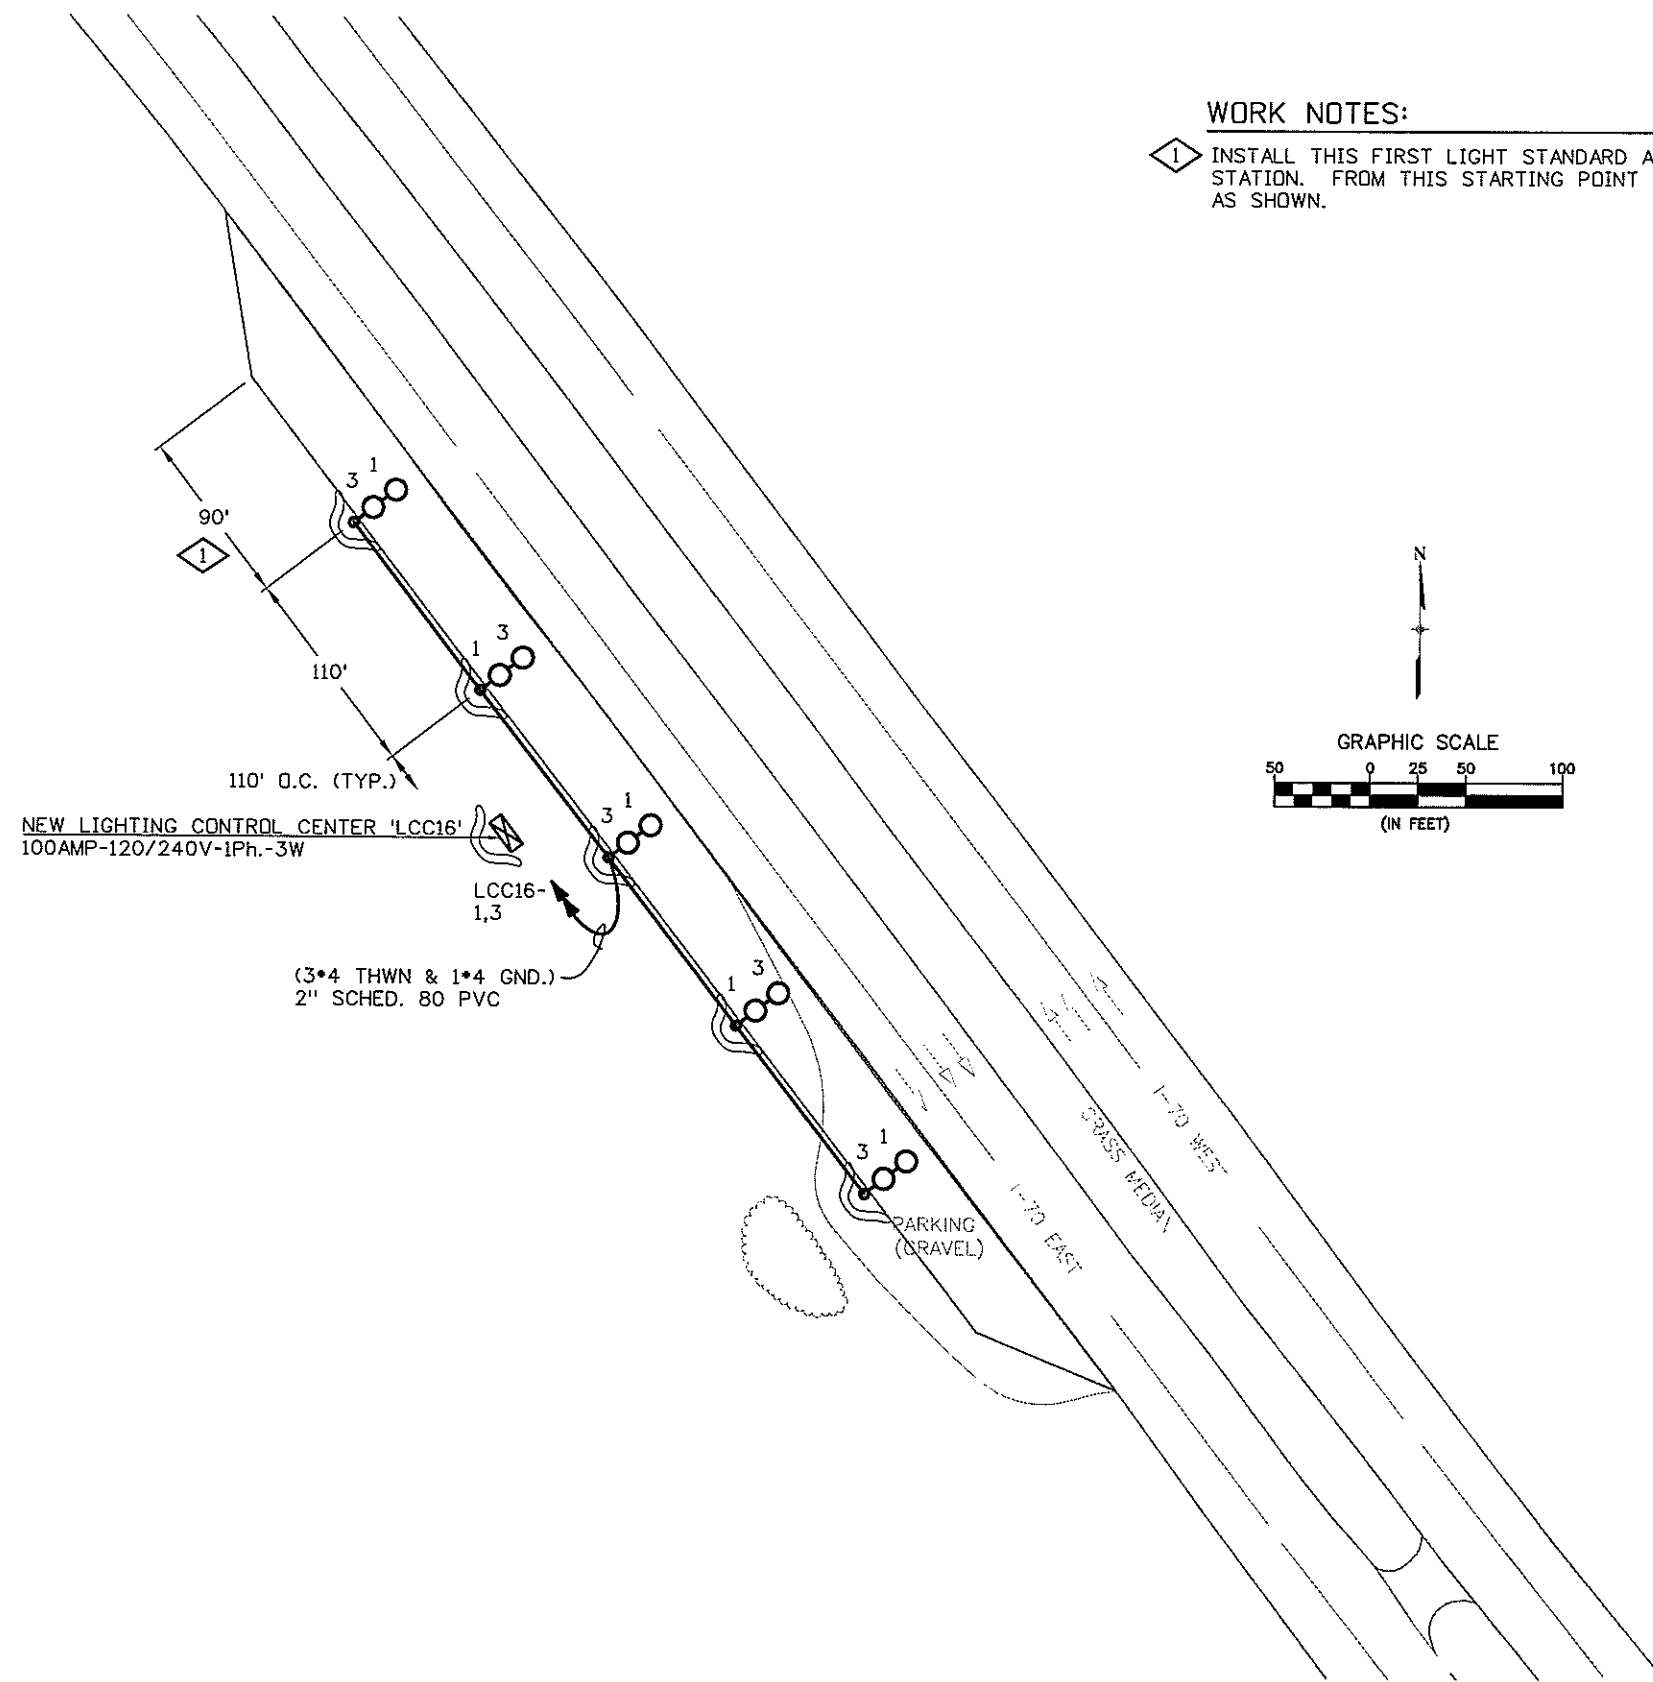 WORK NOTES:
1 INSTALL THIS FIRST LIGHT STANDARD A
STATION. FROM THIS STARTING POINT
AS SHOWN.
3 1
90'
1
1 3
110'
110' O.C. (TYP.)
NEW LIGHTING CONTROL CENTER 'LCC16'
100AMP-120/240V-1Ph.-3W
3 1
LCC16-
1,3
(3•4 THWN & 1•4 GND.)
2" SCHED. 80 PVC
1 3
3 1
PARKING
(GRAVEL)
I-70 EAST
GRASS MEDIAN
I-70 WEST
N
GRAPHIC SCALE
50 0 25 50 100
(IN FEET)